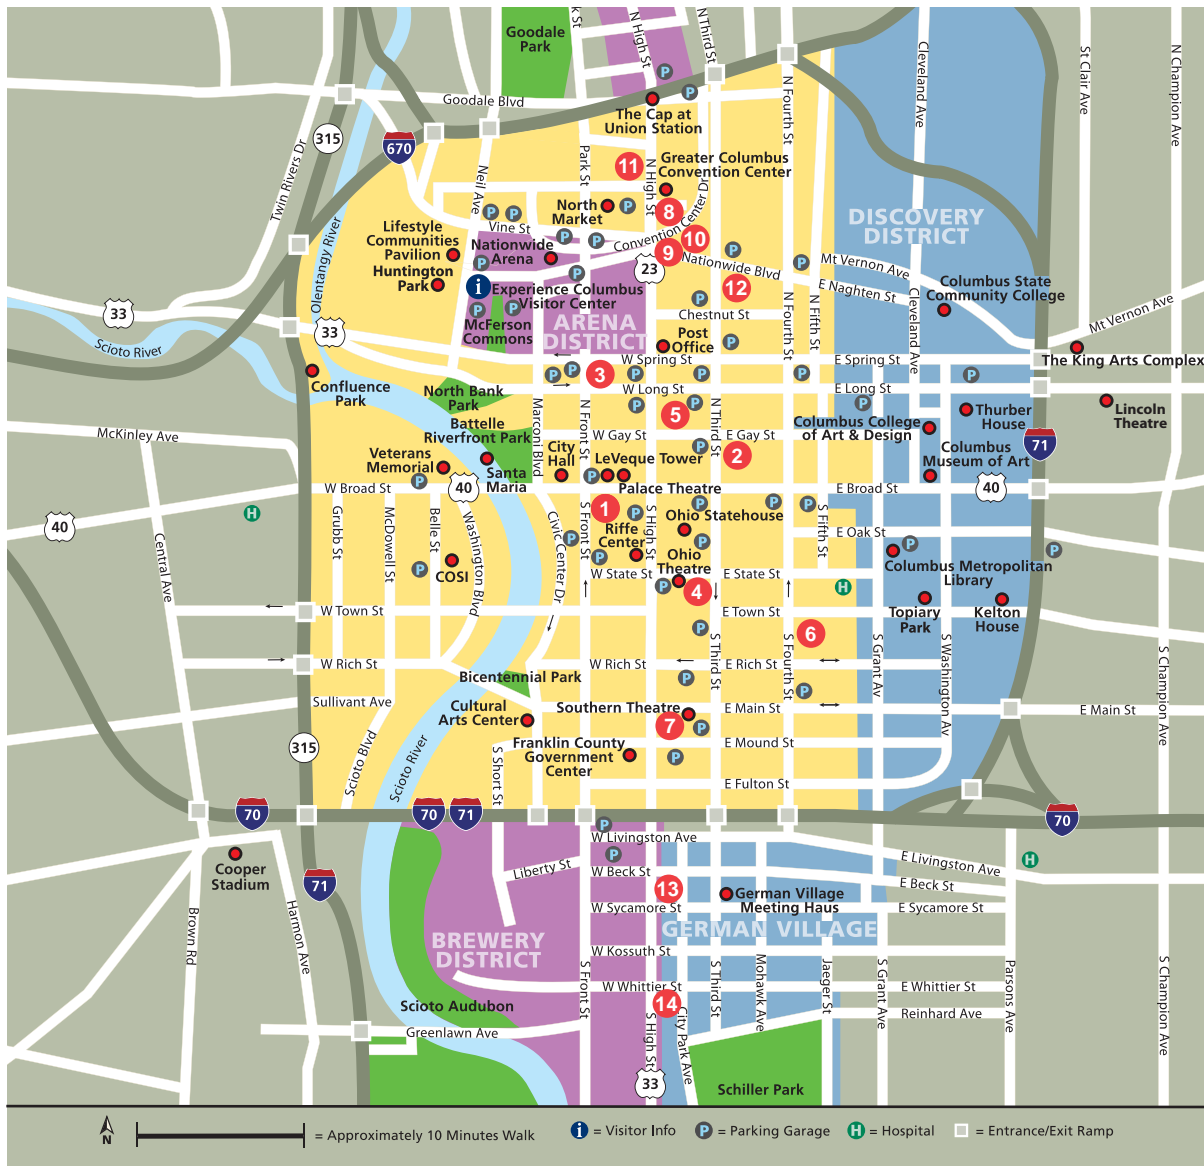 Goodale
Park
k St
N High St
N Third St
N Fourth St
Cleveland Ave
St Clair Ave
N Champion Ave
Goodale Blvd
The Cap at
Union Station
315
670
Twin Rivers Dr
Neil Ave
Park St
11
N High St
Greater Columbus
Convention Center
8
North
Market
Convention Center Dr
Vine St
Lifestyle
Communities
Pavilion
Huntington
Park
Nationwide
Arena
10
9
23
Nationwide Blvd
12
DISCOVERY
DISTRICT
Mt Vernon Ave
E Naghten St
Columbus State
Community College
Mt Vernon Ave
The King Arts Complex
Olentangy River
33
33
Scioto River
i
Experience Columbus
Visitor Center
McFerson
Commons
ARENA
DISTRICT
Chestnut St
Post
Office
N Fourth St
N Fifth St
Cleveland Ave
W Spring St
E Spring St
3
W Long St
E Long St
Confluence
Park
North Bank
Park
Battelle
Riverfront Park
Marconi Blvd
N Front St
5
N Third St
W Gay St
E Gay St
2
Columbus College
of Art & Design
Thurber
House
Lincoln
Theatre
71
Columbus
Museum of Art
McKinley Ave
Veterans
Memorial
Santa
Maria
City
Hall
LeVeque Tower
Palace Theatre
W Broad St
E Broad St
40
40
40
H
Central Ave
Grubb St
McDowell St
Belle St
Washington Blvd
COSI
Civic Center Dr
S Front St
1
Riffe
Center
S High St
Ohio Statehouse
Ohio
Theatre
S Fifth St
E Oak St
Columbus Metropolitan
Library
W State St
E State St
4
H
Topiary
Park
Kelton
House
W Town St
E Town St
6
W Rich St
W Rich St
E Rich St
S Third St
S Fourth St
S Grant Av
S Washington Av
S Champion Ave
Bicentennial Park
Sullivant Ave
Cultural
Arts Center
Southern Theatre
E Main St
E Main St
7
315
Scioto Blvd
Scioto River
S Short St
Franklin County
Government
Center
E Mound St
E Fulton St
70
70
71
70
W Livingston Ave
E Livingston Ave
H
Liberty St
W Beck St
E Beck St
Cooper
Stadium
71
13
German Village
Meeting Haus
W Sycamore St
E Sycamore St
GERMAN VILLAGE
BREWERY
DISTRICT
Brown Rd
Harmon Ave
W Kossuth St
S Front St
S Third St
Mohawk Ave
Jaeger St
S Grant Ave
Parsons Ave
S Champion Ave
W Whittier St
E Whittier St
Scioto Audubon
14
Reinhard Ave
Greenlawn Ave
S High St
City Park Ave
33
Schiller Park
N
= Approximately 10 Minutes Walk
i = Visitor Info
P = Parking Garage
H = Hospital
= Entrance/Exit Ramp